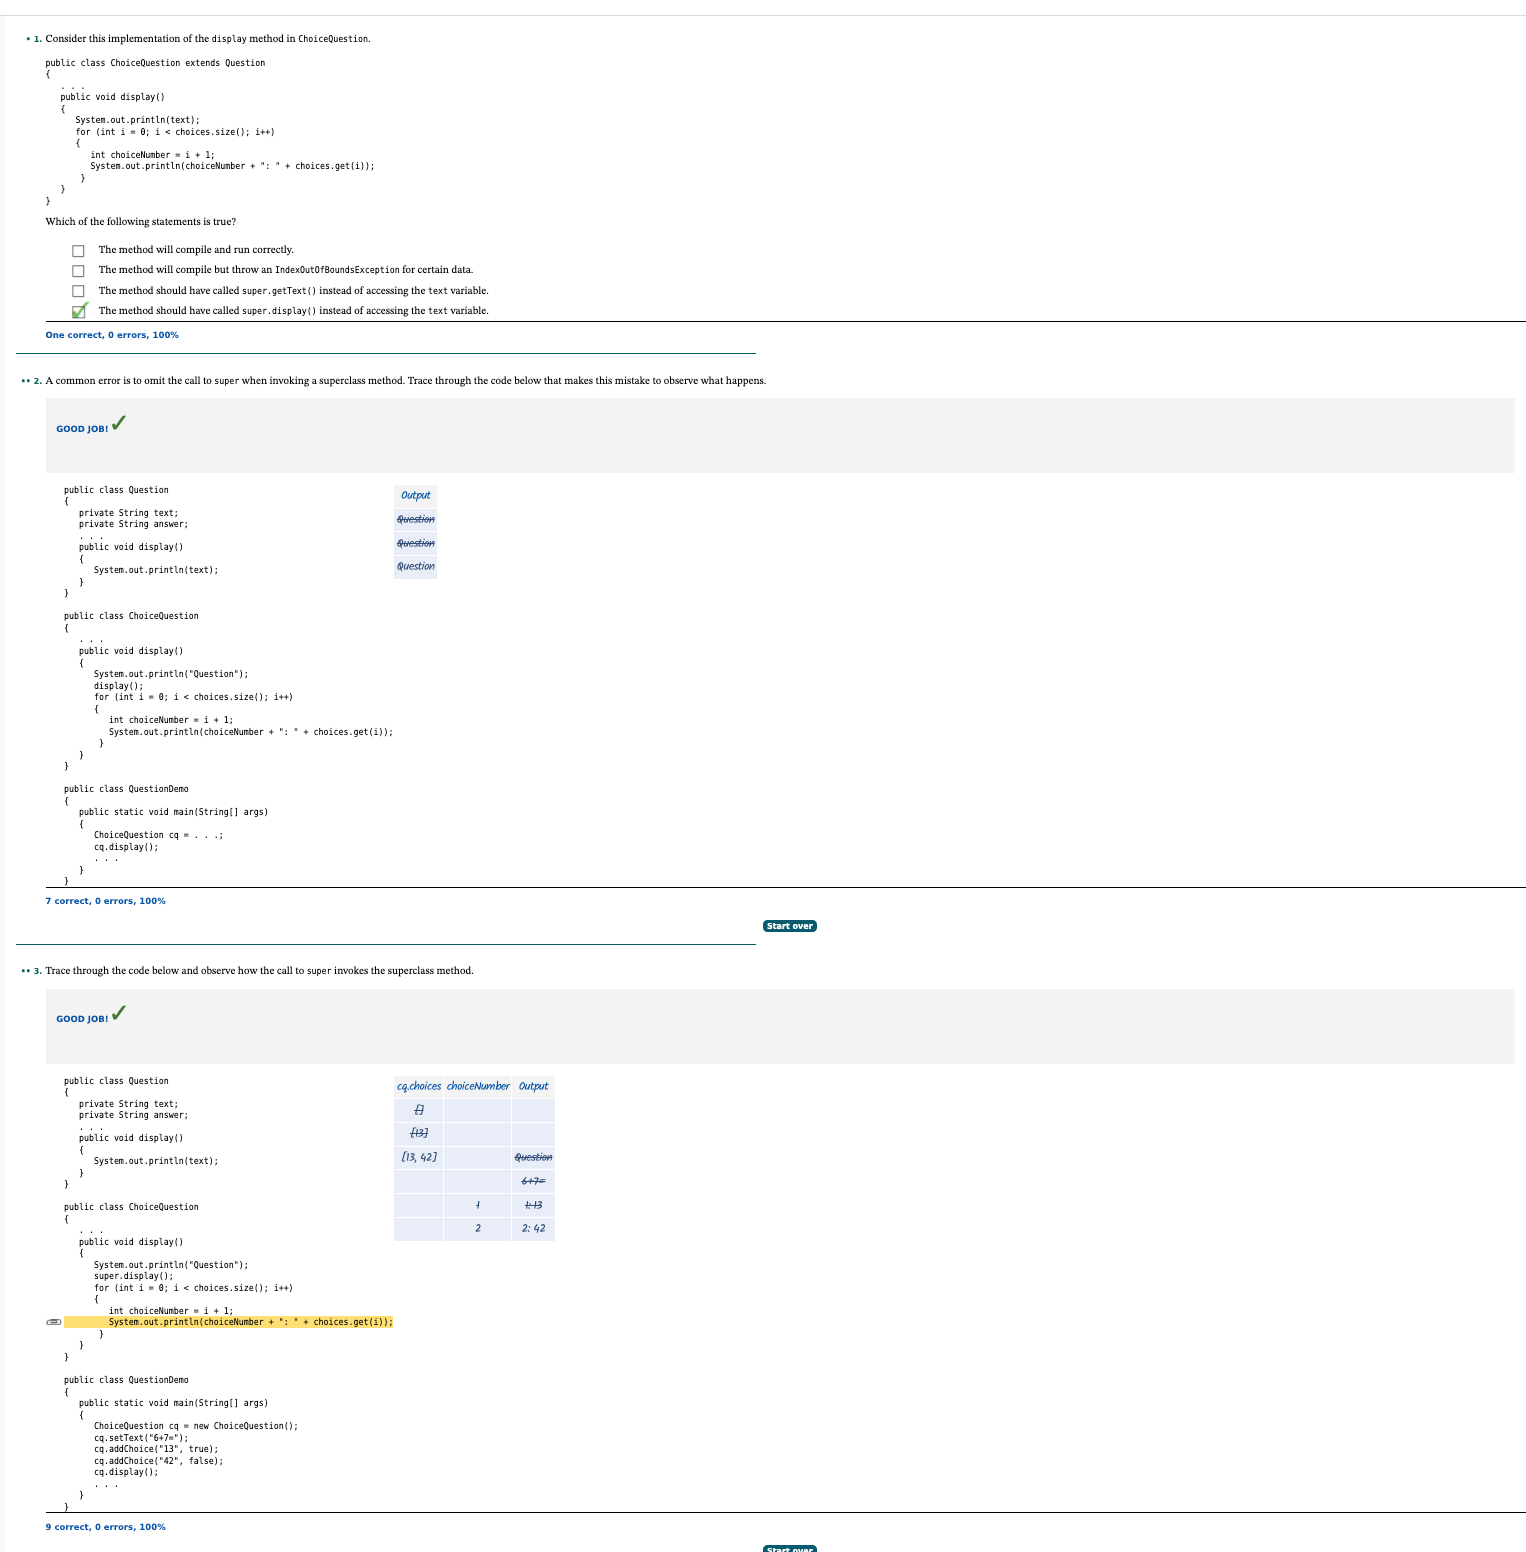 • 1. Consider this implementation of the display method in ChoiceQuestion.
public class ChoiceQuestion extends Question
{
. . .
public void display()
{
System.out.println(text);
for (int i = 0; i < choices.size(); i++)
{
int choiceNumber = i + 1;
System.out.println(choiceNumber + ": " + choices.get(i));
}
}
}
Which of the following statements is true?
The method will compile and run correctly.
The method will compile but throw an IndexOutOfBoundsException for certain data.
The method should have called super.getText() instead of accessing the text variable.
The method should have called super.display() instead of accessing the text variable.
One correct, 0 errors, 100%
•• 2. A common error is to omit the call to super when invoking a superclass method. Trace through the code below that makes this mistake to observe what happens.
GOOD JOB!
public class Question
{
private String text;
private String answer;
. . .
public void display()
{
System.out.println(text);
}
}
public class ChoiceQuestion
{
. . .
public void display()
{
System.out.println("Question");
display();
for (int i = 0; i < choices.size(); i++)
{
int choiceNumber = i + 1;
System.out.println(choiceNumber + ": " + choices.get(i));
}
}
}
public class QuestionDemo
{
public static void main(String[] args)
{
ChoiceQuestion cq = . . .;
cq.display();
. . .
}
}
Output
Question
Question
Question
7 correct, 0 errors, 100%
Start over
•• 3. Trace through the code below and observe how the call to super invokes the superclass method.
GOOD JOB!
public class Question
{
private String text;
private String answer;
. . .
public void display()
{
System.out.println(text);
}
}
public class ChoiceQuestion
{
. . .
public void display()
{
System.out.println("Question");
super.display();
for (int i = 0; i < choices.size(); i++)
{
int choiceNumber = i + 1;
System.out.println(choiceNumber + ": " + choices.get(i));
}
}
}
public class QuestionDemo
{
public static void main(String[] args)
{
ChoiceQuestion cq = new ChoiceQuestion();
cq.setText("6+7=");
cq.addChoice("13", true);
cq.addChoice("42", false);
cq.display();
. . .
}
}
cq.choices choiceNumber Output
[]
[13]
[13, 42] Question
6+7=
1 1: 13
2 2: 42
9 correct, 0 errors, 100%
Start over